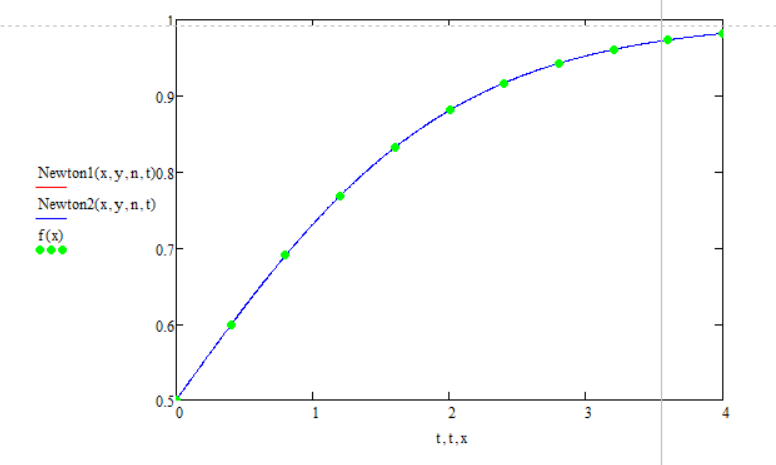 1
0.9
Newton1(x,y,n,t)0.8
Newton2(x,y,n,t)
f(x)
0.7
0.6
0.5
0 1 2 3 4
t,t,x